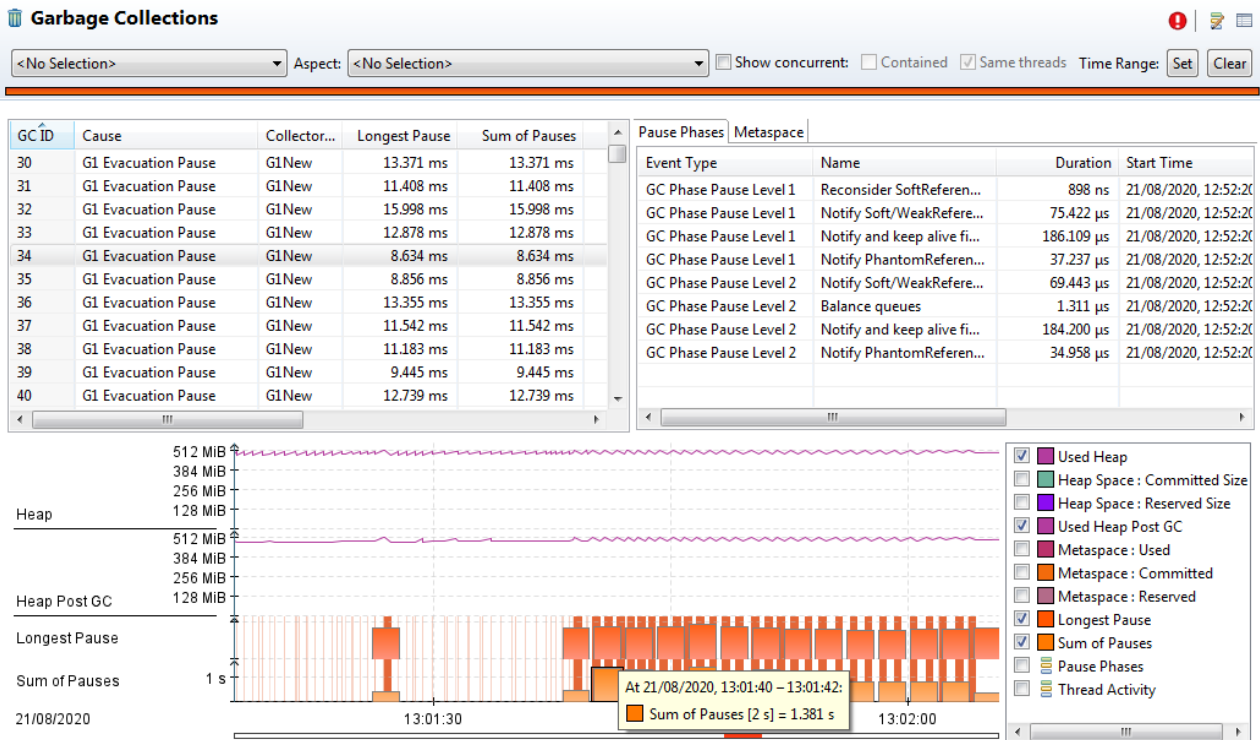 Garbage Collections
<No Selection> Aspect: <No Selection> Show concurrent: Contained Same threads Time Range: Set Clear
GC ID Cause Collector... Longest Pause Sum of Pauses
30 G1 Evacuation Pause G1New 13.371 ms 13.371 ms
31 G1 Evacuation Pause G1New 11.408 ms 11.408 ms
32 G1 Evacuation Pause G1New 15.998 ms 15.998 ms
33 G1 Evacuation Pause G1New 12.878 ms 12.878 ms
34 G1 Evacuation Pause G1New 8.634 ms 8.634 ms
35 G1 Evacuation Pause G1New 8.856 ms 8.856 ms
36 G1 Evacuation Pause G1New 13.355 ms 13.355 ms
37 G1 Evacuation Pause G1New 11.542 ms 11.542 ms
38 G1 Evacuation Pause G1New 11.183 ms 11.183 ms
39 G1 Evacuation Pause G1New 9.445 ms 9.445 ms
40 G1 Evacuation Pause G1New 12.739 ms 12.739 ms
Pause Phases Metaspace
Event Type Name Duration Start Time
GC Phase Pause Level 1 Reconsider SoftReferen... 898 ns 21/08/2020, 12:52:20
GC Phase Pause Level 1 Notify Soft/WeakRefere... 75.422 µs 21/08/2020, 12:52:20
GC Phase Pause Level 1 Notify and keep alive fi... 186.109 µs 21/08/2020, 12:52:20
GC Phase Pause Level 1 Notify PhantomReferen... 37.237 µs 21/08/2020, 12:52:20
GC Phase Pause Level 2 Notify Soft/WeakRefere... 69.443 µs 21/08/2020, 12:52:20
GC Phase Pause Level 2 Balance queues 1.311 µs 21/08/2020, 12:52:20
GC Phase Pause Level 2 Notify and keep alive fi... 184.200 µs 21/08/2020, 12:52:20
GC Phase Pause Level 2 Notify PhantomReferen... 34.958 µs 21/08/2020, 12:52:20
512 MiB
384 MiB
256 MiB
128 MiB
Heap
512 MiB
384 MiB
256 MiB
128 MiB
Heap Post GC
Longest Pause
Sum of Pauses 1 s
At 21/08/2020, 13:01:40 – 13:01:42:
Sum of Pauses [2 s] = 1.381 s
21/08/2020 13:01:30 13:02:00
Used Heap
Heap Space : Committed Size
Heap Space : Reserved Size
Used Heap Post GC
Metaspace : Used
Metaspace : Committed
Metaspace : Reserved
Longest Pause
Sum of Pauses
Pause Phases
Thread Activity